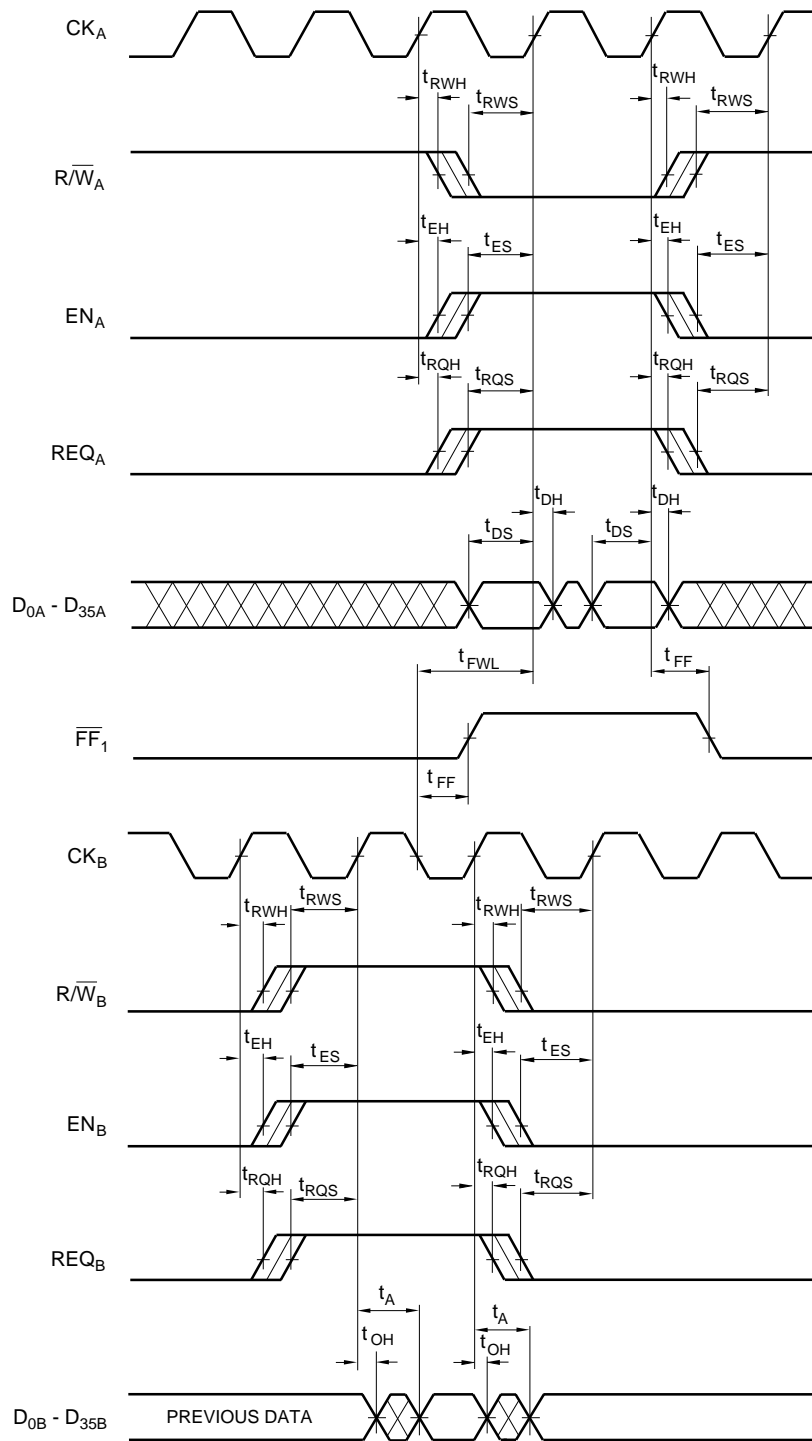 CK_A
t_RWH t_RWS t_RWH t_RWS
R/W̅_A
t_EH t_ES t_EH t_ES
EN_A
t_RQH t_RQS t_RQH t_RQS
REQ_A
t_DS t_DH t_DS t_DH
D_0A - D_35A
t_FWL t_FF
F̅F̅_1
t_FF
CK_B
t_RWH t_RWS t_RWH t_RWS
R/W̅_B
t_EH t_ES t_EH t_ES
EN_B
t_RQH t_RQS t_RQH t_RQS
REQ_B
t_A t_A
t_OH t_OH
D_0B - D_35B PREVIOUS DATA